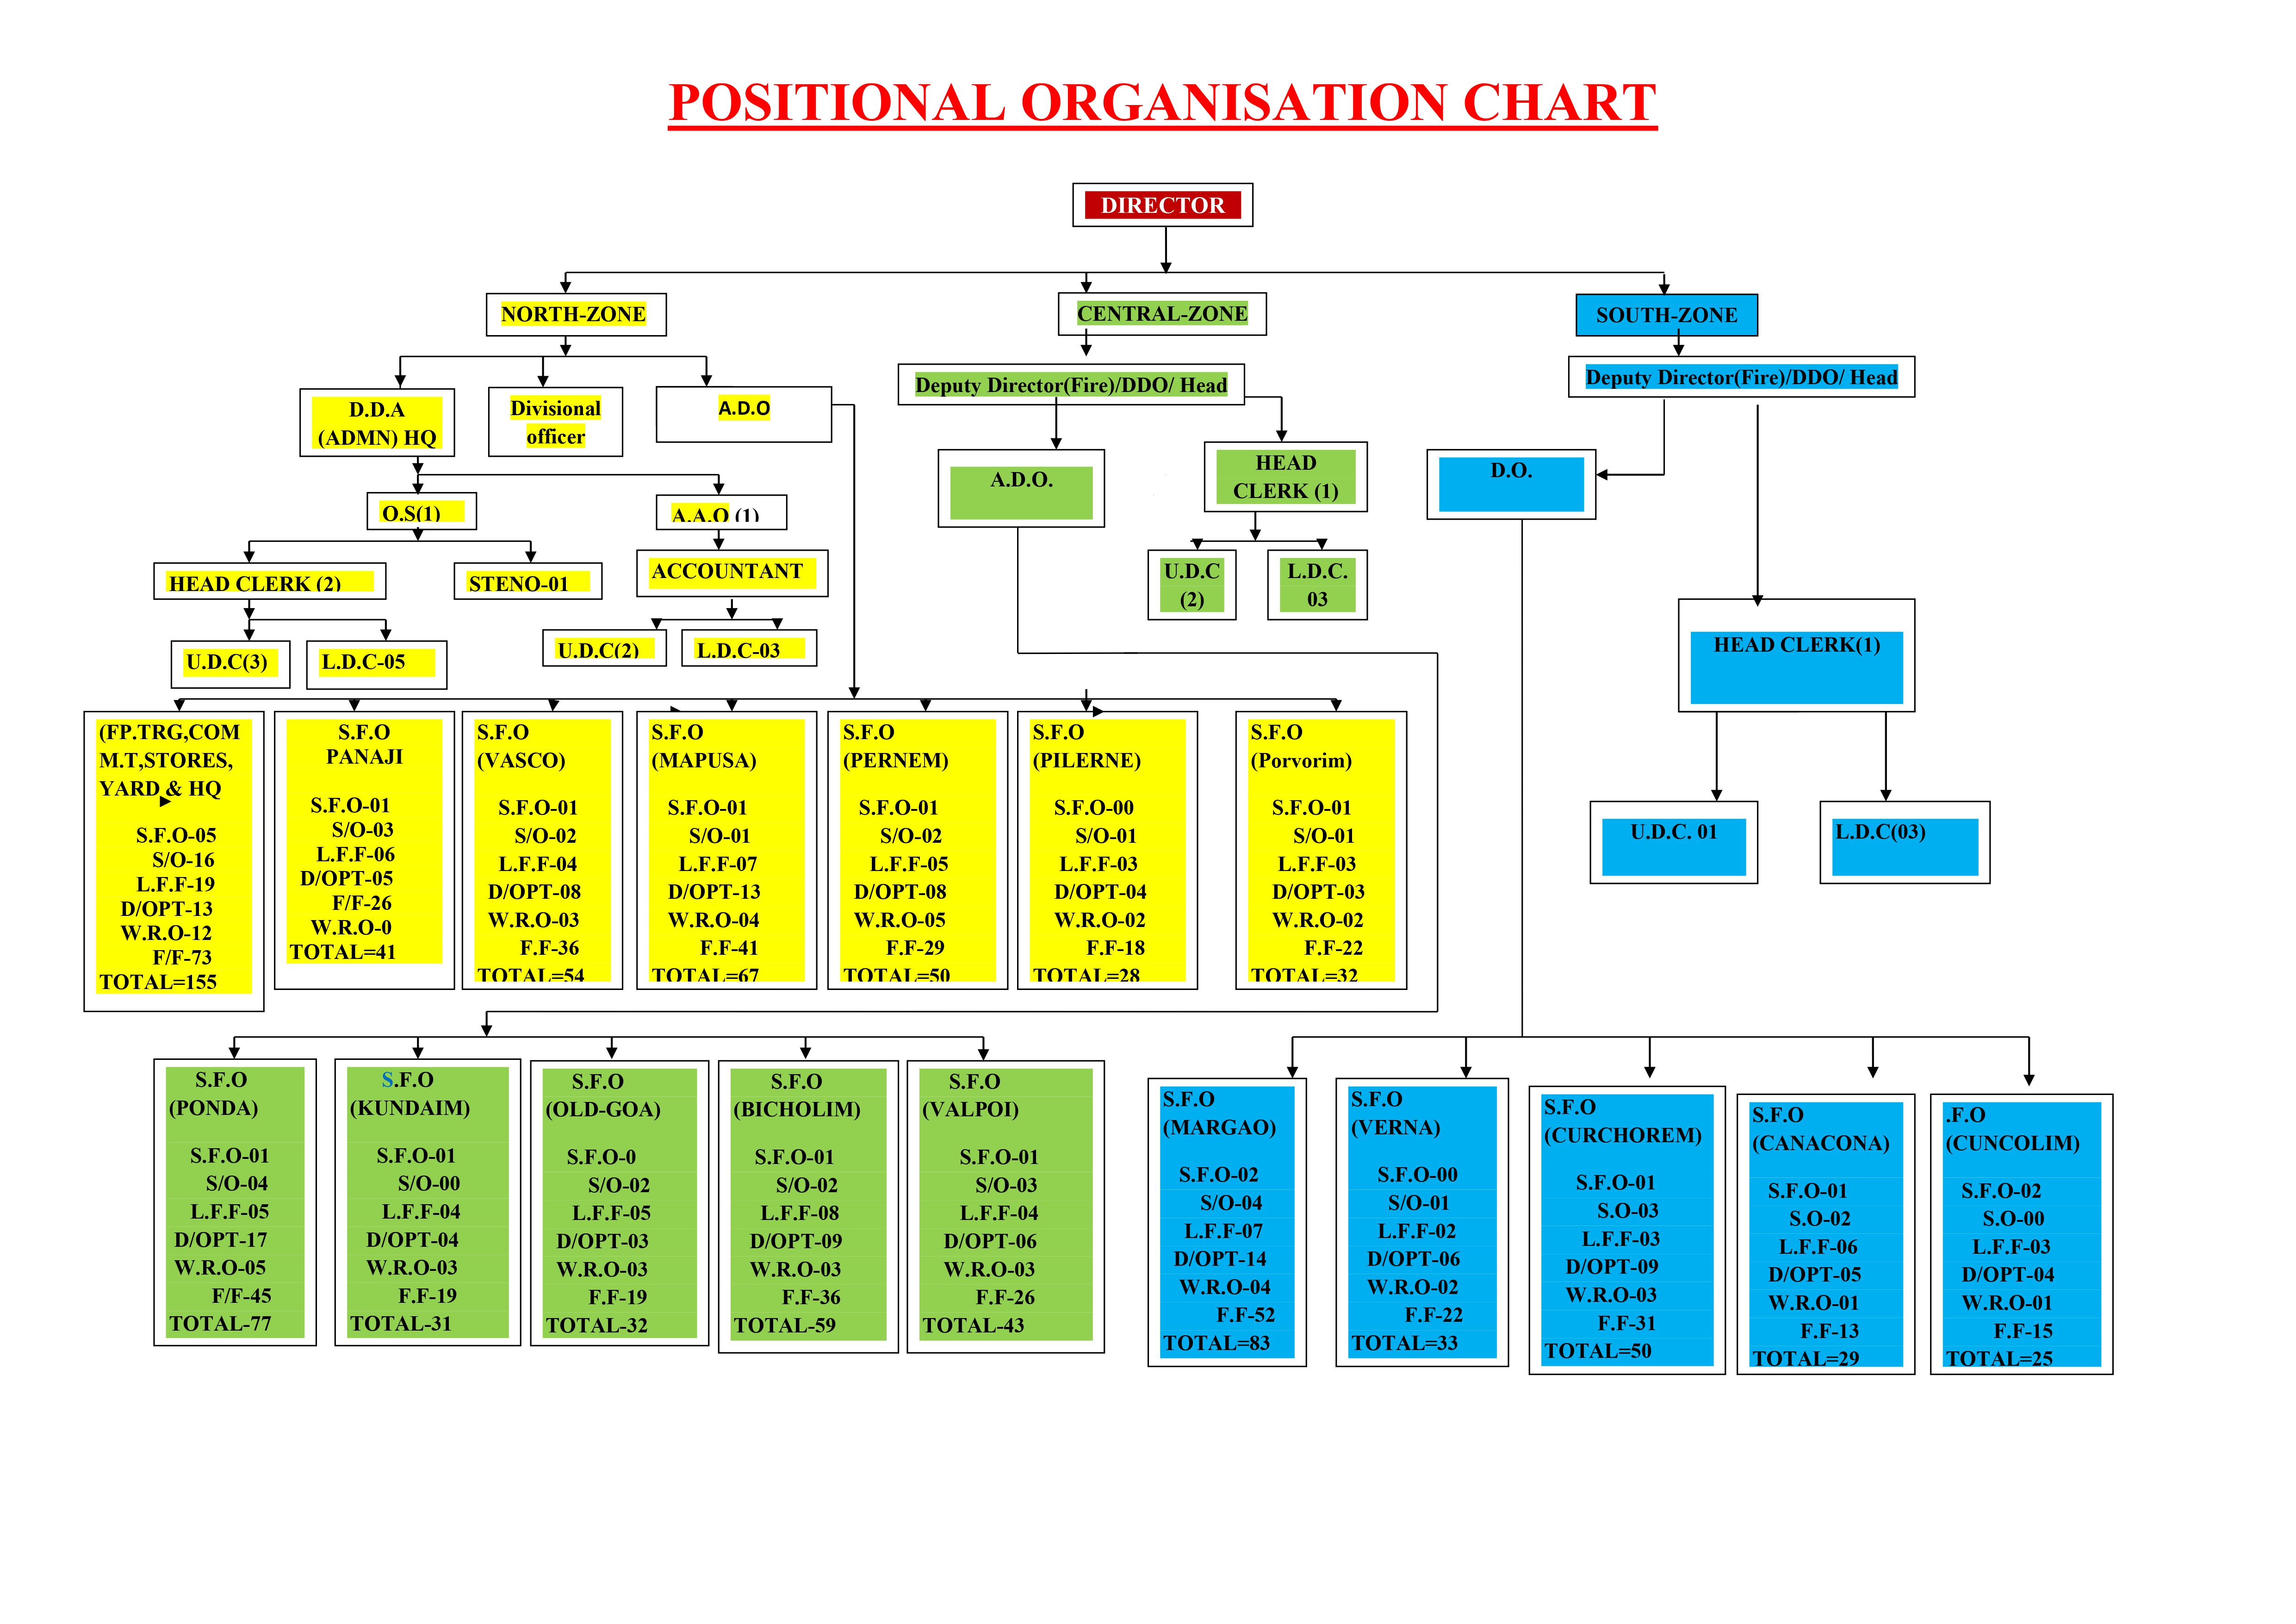 POSITIONAL ORGANISATION CHART
DIRECTOR
NORTH-ZONE
CENTRAL-ZONE
SOUTH-ZONE
D.D.A
(ADMN) HQ
Divisional
officer
A.D.O
Deputy Director(Fire)/DDO/ Head
Deputy Director(Fire)/DDO/ Head
O.S(1)
A.A.O (1)
A.D.O.
HEAD
CLERK (1)
D.O.
HEAD CLERK (2)
STENO-01
ACCOUNTANT
U.D.C
(2)
L.D.C.
03
U.D.C(3)
L.D.C-05
U.D.C(2)
L.D.C-03
HEAD CLERK(1)
U.D.C. 01
L.D.C(03)
(FP.TRG,COM
M.T,STORES,
YARD & HQ
S.F.O-05
S/O-16
L.F.F-19
D/OPT-13
W.R.O-12
F/F-73
TOTAL=155
S.F.O
PANAJI
S.F.O-01
S/O-03
L.F.F-06
D/OPT-05
F/F-26
W.R.O-0
TOTAL=41
S.F.O
(VASCO)
S.F.O-01
S/O-02
L.F.F-04
D/OPT-08
W.R.O-03
F.F-36
TOTAL=54
S.F.O
(MAPUSA)
S.F.O-01
S/O-01
L.F.F-07
D/OPT-13
W.R.O-04
F.F-41
TOTAL=67
S.F.O
(PERNEM)
S.F.O-01
S/O-02
L.F.F-05
D/OPT-08
W.R.O-05
F.F-29
TOTAL=50
S.F.O
(PILERNE)
S.F.O-00
S/O-01
L.F.F-03
D/OPT-04
W.R.O-02
F.F-18
TOTAL=28
S.F.O
(Porvorim)
S.F.O-01
S/O-01
L.F.F-03
D/OPT-03
W.R.O-02
F.F-22
TOTAL=32
S.F.O
(PONDA)
S.F.O-01
S/O-04
L.F.F-05
D/OPT-17
W.R.O-05
F/F-45
TOTAL-77
S.F.O
(KUNDAIM)
S.F.O-01
S/O-00
L.F.F-04
D/OPT-04
W.R.O-03
F.F-19
TOTAL-31
S.F.O
(OLD-GOA)
S.F.O-0
S/O-02
L.F.F-05
D/OPT-03
W.R.O-03
F.F-19
TOTAL-32
S.F.O
(BICHOLIM)
S.F.O-01
S/O-02
L.F.F-08
D/OPT-09
W.R.O-03
F.F-36
TOTAL-59
S.F.O
(VALPOI)
S.F.O-01
S/O-03
L.F.F-04
D/OPT-06
W.R.O-03
F.F-26
TOTAL-43
S.F.O
(MARGAO)
S.F.O-02
S/O-04
L.F.F-07
D/OPT-14
W.R.O-04
F.F-52
TOTAL=83
S.F.O
(VERNA)
S.F.O-00
S/O-01
L.F.F-02
D/OPT-06
W.R.O-02
F.F-22
TOTAL=33
S.F.O
(CURCHOREM)
S.F.O-01
S.O-03
L.F.F-03
D/OPT-09
W.R.O-03
F.F-31
TOTAL=50
S.F.O
(CANACONA)
S.F.O-01
S.O-02
L.F.F-06
D/OPT-05
W.R.O-01
F.F-13
TOTAL=29
.F.O
(CUNCOLIM)
S.F.O-02
S.O-00
L.F.F-03
D/OPT-04
W.R.O-01
F.F-15
TOTAL=25